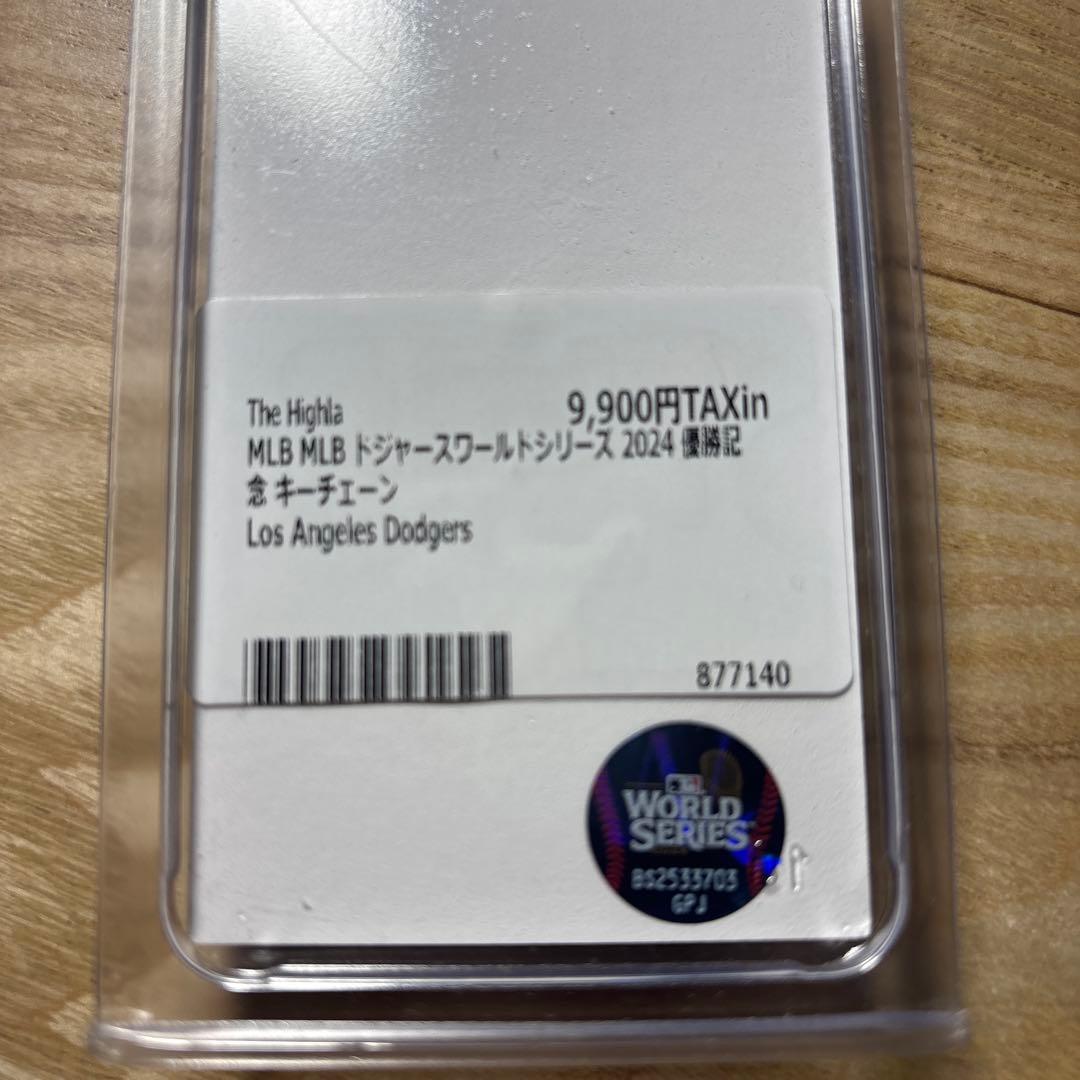 The Highla 9,900円TAXin
MLB MLB ドジャースワールドシリーズ 2024 優勝記
念 キーチェーン
Los Angeles Dodgers
877140
WORLD
SERIES
BS2533703
GPJ